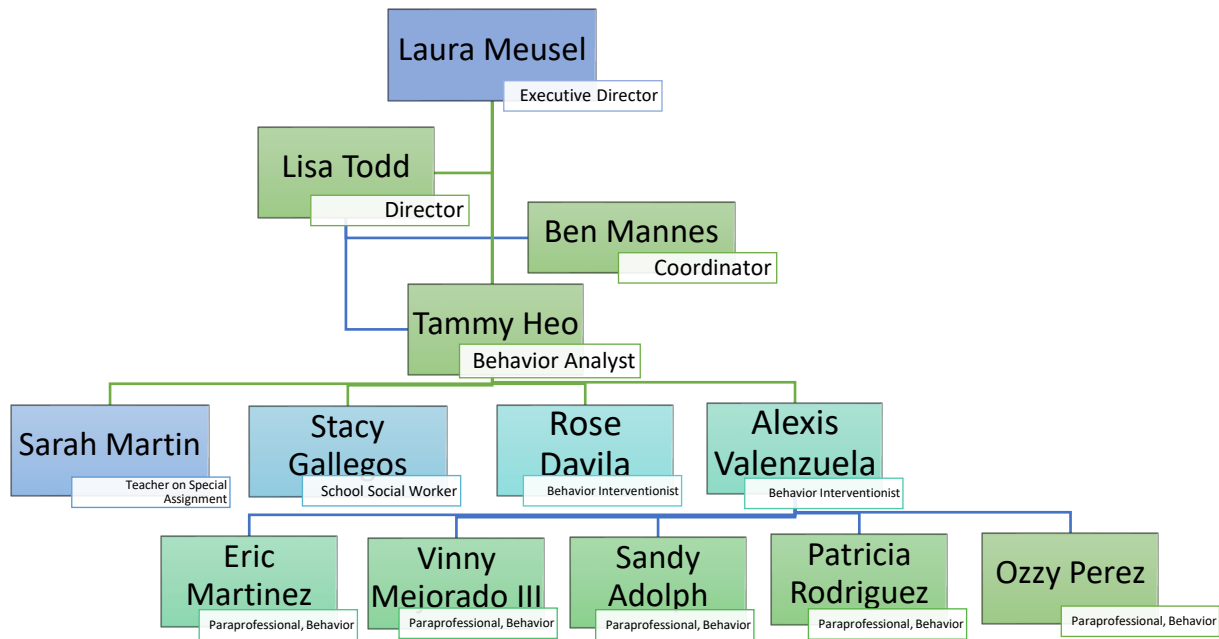 Laura Meusel
Executive Director
Lisa Todd
Director
Ben Mannes
Coordinator
Tammy Heo
Behavior Analyst
Sarah Martin
Teacher on Special
Assignment
Stacy
Gallegos
School Social Worker
Rose
Davila
Behavior Interventionist
Alexis
Valenzuela
Behavior Interventionist
Eric
Martinez
Paraprofessional, Behavior
Vinny
Mejorado III
Paraprofessional, Behavior
Sandy
Adolph
Paraprofessional, Behavior
Patricia
Rodriguez
Paraprofessional, Behavior
Ozzy Perez
Paraprofessional, Behavior